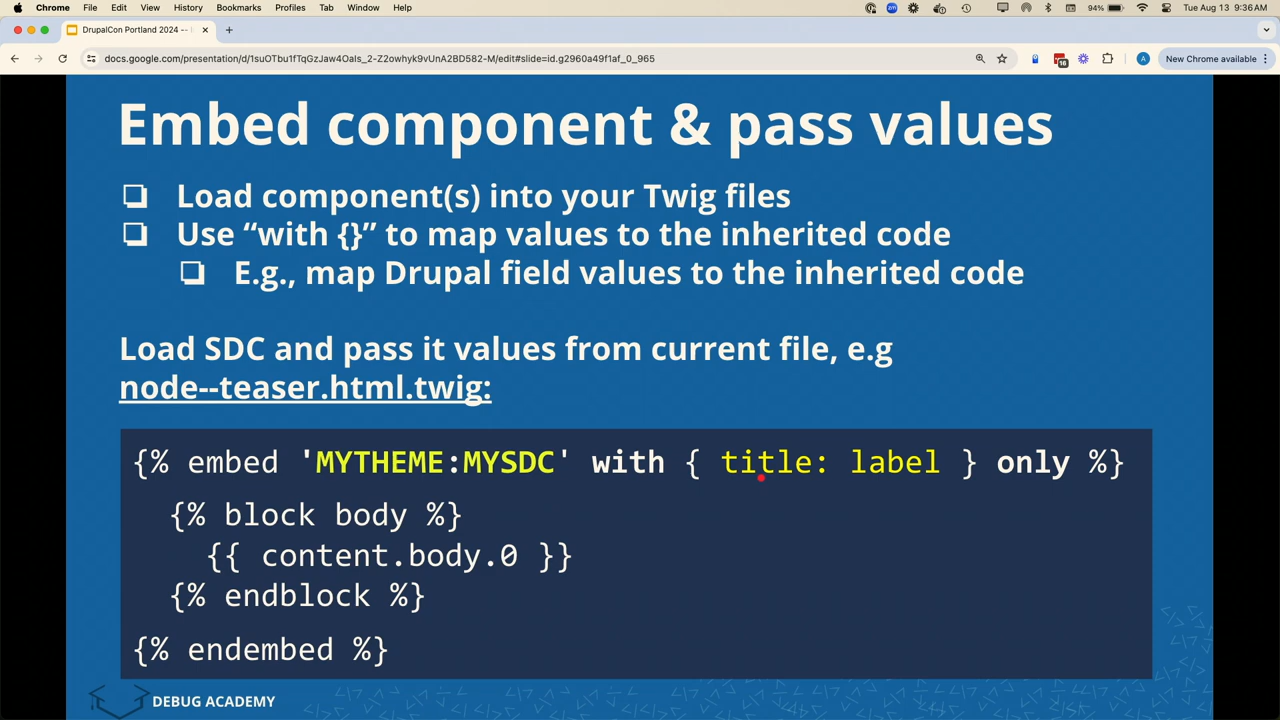 Chrome File Edit View History Bookmarks Profiles Tab Window Help 94% Tue Aug 13 9:36 AM
DrupalCon Portland 2024 --
docs.google.com/presentation/d/1suOTbu1fTqGzJaw4OaIs_2-Z2owhyk9vUnA2BD582-M/edit#slide=id.g2960a49f1af_0_965 16 A New Chrome available
Embed component & pass values
Load component(s) into your Twig files
Use “with {}” to map values to the inherited code
E.g., map Drupal field values to the inherited code
Load SDC and pass it values from current file, e.g
node--teaser.html.twig:
{% embed 'MYTHEME:MYSDC' with { title: label } only %}
{% block body %}
{{ content.body.0 }}
{% endblock %}
{% endembed %}
DEBUG ACADEMY